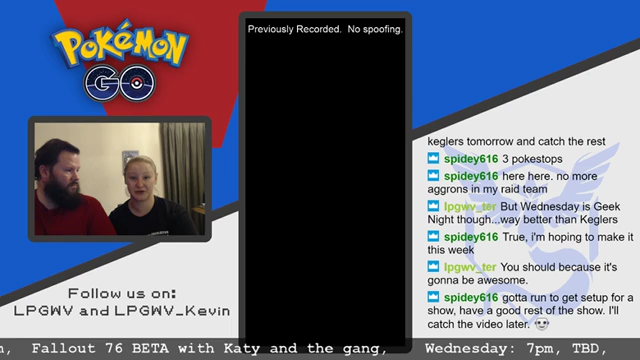 POKéMON
GO
Previously Recorded.  No spoofing.
keglers tomorrow and catch the rest
spidey616 3 pokestops
spidey616 here here. no more
aggrons in my raid team
lpgwv_ter But Wednesday is Geek
Night though...way better than Keglers
spidey616 True, i'm hoping to make it
this week
lpgwv_ter You should because it's
gonna be awesome.
spidey616 gotta run to get setup for a
show, have a good rest of the show. I'll
catch the video later.
Follow us on:
LPGWV and LPGWV_Kevin
m,  Fallout 76 BETA with Katy and the gang,    Wednesday: 7pm, TBD,